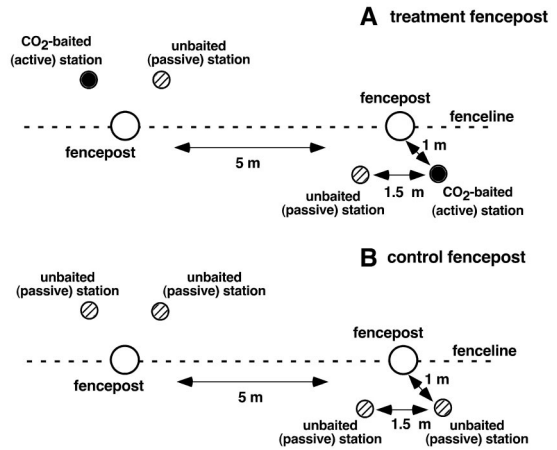 A treatment fencepost
CO2-baited
(active) station
unbaited
(passive) station
fencepost
fenceline
fencepost
1 m
5 m
unbaited
(passive) station
1.5 m
CO2-baited
(active) station
B control fencepost
unbaited
(passive) station
unbaited
(passive) station
fencepost
fenceline
fencepost
1 m
5 m
unbaited
(passive) station
1.5 m
unbaited
(passive) station